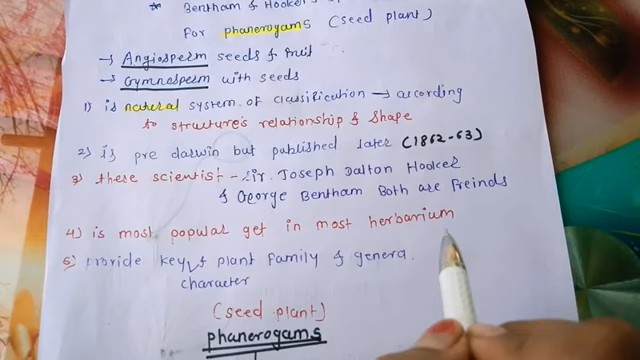 * Bentham & Hooker's
For phanerogams (seed plant)
→ Angiosperm seeds & fruit
→ Gymnosperm with seeds
1) is natural system of classification → according
to structure's relationship & shape
2) is pre darwin but published later (1862-63)
3) these scientist - Sir. Joseph Dalton Hooker
& George Bentham Both are Freinds
4) is most popular get in most herbarium
5) provide key of plant family & genera.
character
(seed plant)
phanerogams